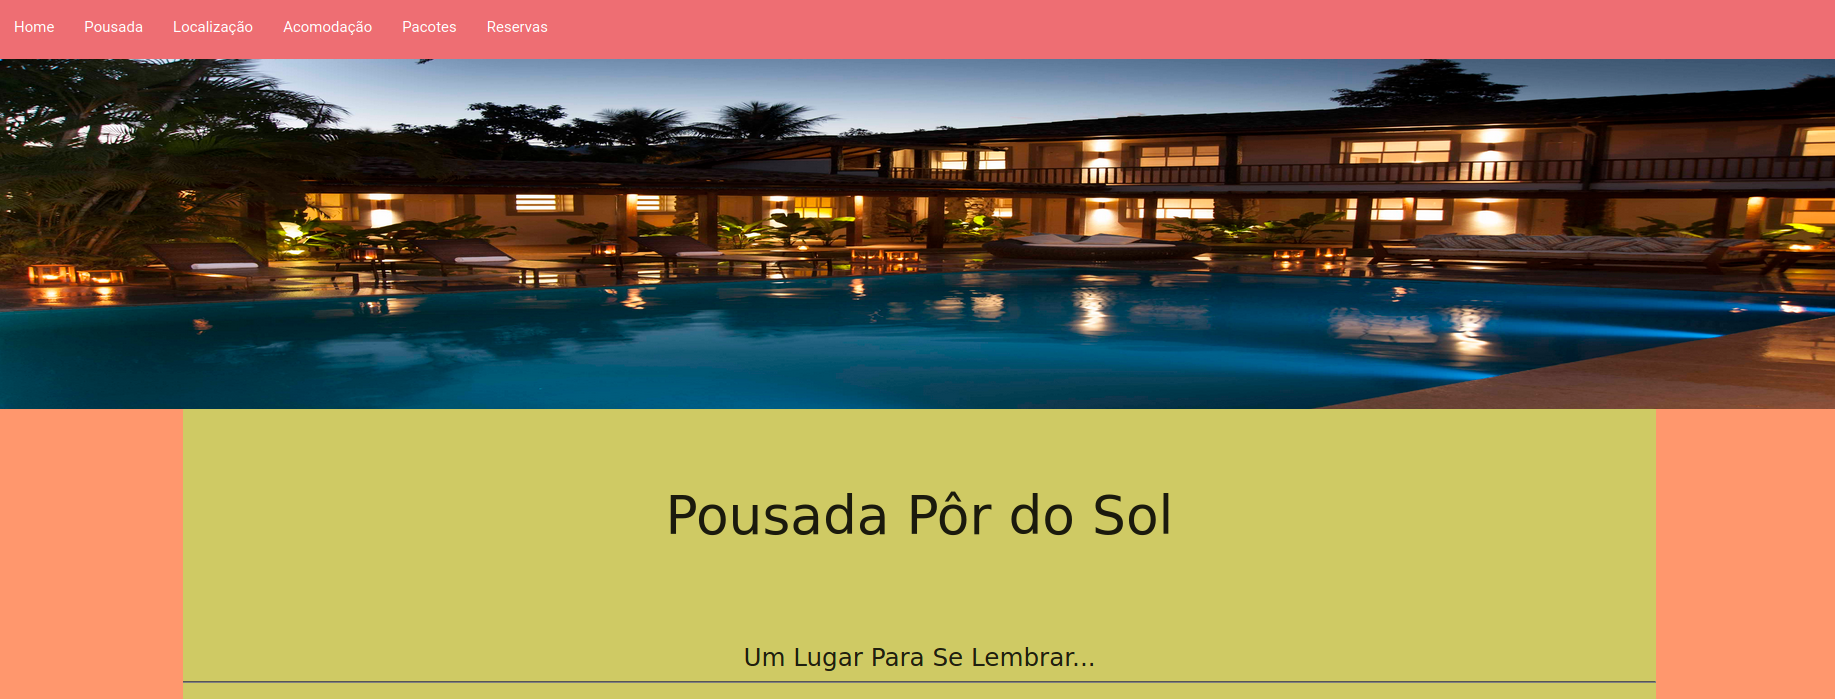 Home Pousada Localização Acomodação Pacotes Reservas
Pousada Pôr do Sol
Um Lugar Para Se Lembrar...